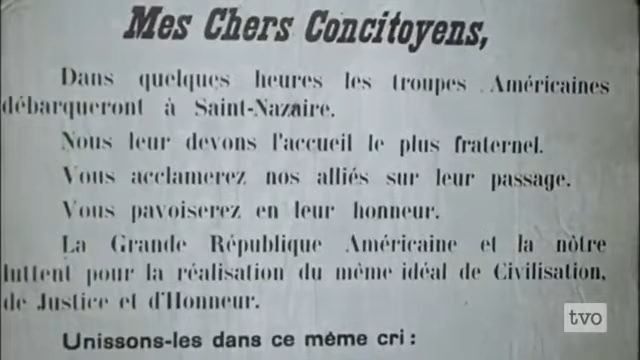 Mes Chers Concitoyens,
Dans quelques heures les troupes Américaines
débarqueront à Saint-Nazaire.
Nous leur devons l'accueil le plus fraternel.
Vous acclamerez nos alliés sur leur passage.
Vous pavoiserez en leur honneur.
La Grande République Américaine et la nôtre
luttent pour la réalisation du même idéal de Civilisation,
de Justice et d'Honneur.
Unissons-les dans ce même cri :
tvo